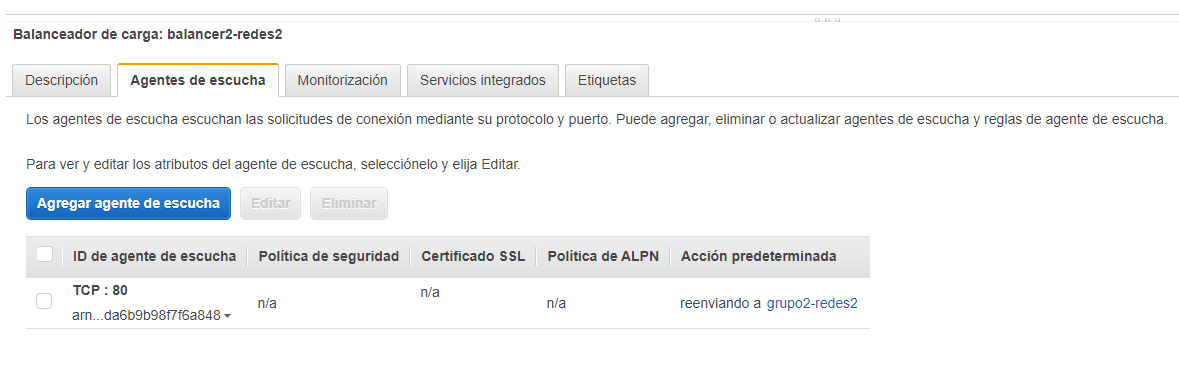 Balanceador de carga: balancer2-redes2
Descripción Agentes de escucha Monitorización Servicios integrados Etiquetas
Los agentes de escucha escuchan las solicitudes de conexión mediante su protocolo y puerto. Puede agregar, eliminar o actualizar agentes de escucha y reglas de agente de escucha.
Para ver y editar los atributos del agente de escucha, selecciónelo y elija Editar.
Agregar agente de escucha Editar Eliminar
ID de agente de escucha Política de seguridad Certificado SSL Política de ALPN Acción predeterminada
TCP : 80
arn...da6b9b98f7f6a848 n/a n/a n/a reenviando a grupo2-redes2